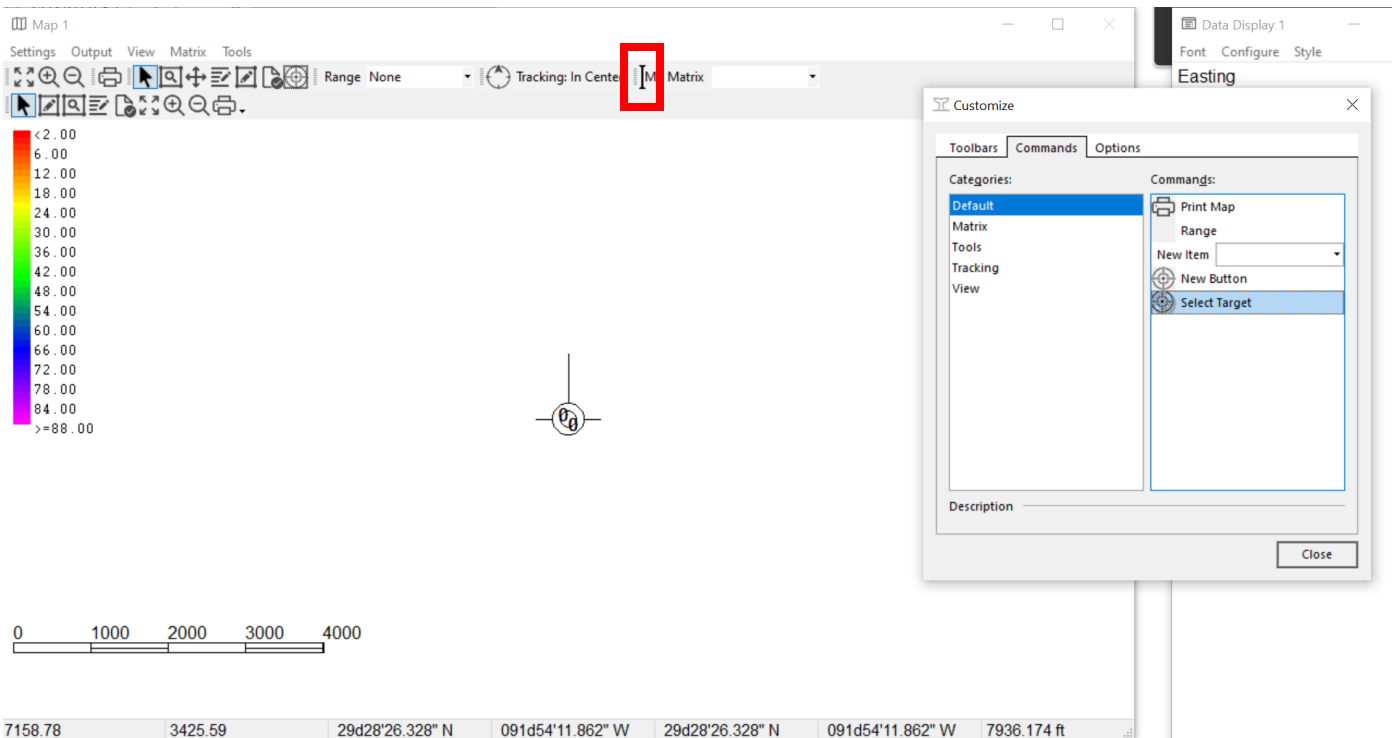 Map 1
Settings Output View Matrix Tools
Range None Tracking: In Center M Matrix
<2.00
6.00
12.00
18.00
24.00
30.00
36.00
42.00
48.00
54.00
60.00
66.00
72.00
78.00
84.00
>=88.00
0
0
0 1000 2000 3000 4000
7158.78 3425.59 29d28'26.328" N 091d54'11.862" W 29d28'26.328" N 091d54'11.862" W 7936.174 ft
Data Display 1
Font Configure Style
Easting
Customize
Toolbars Commands Options
Categories:
Default
Matrix
Tools
Tracking
View
Commands:
Print Map
Range
New Item
New Button
Select Target
Description
Close